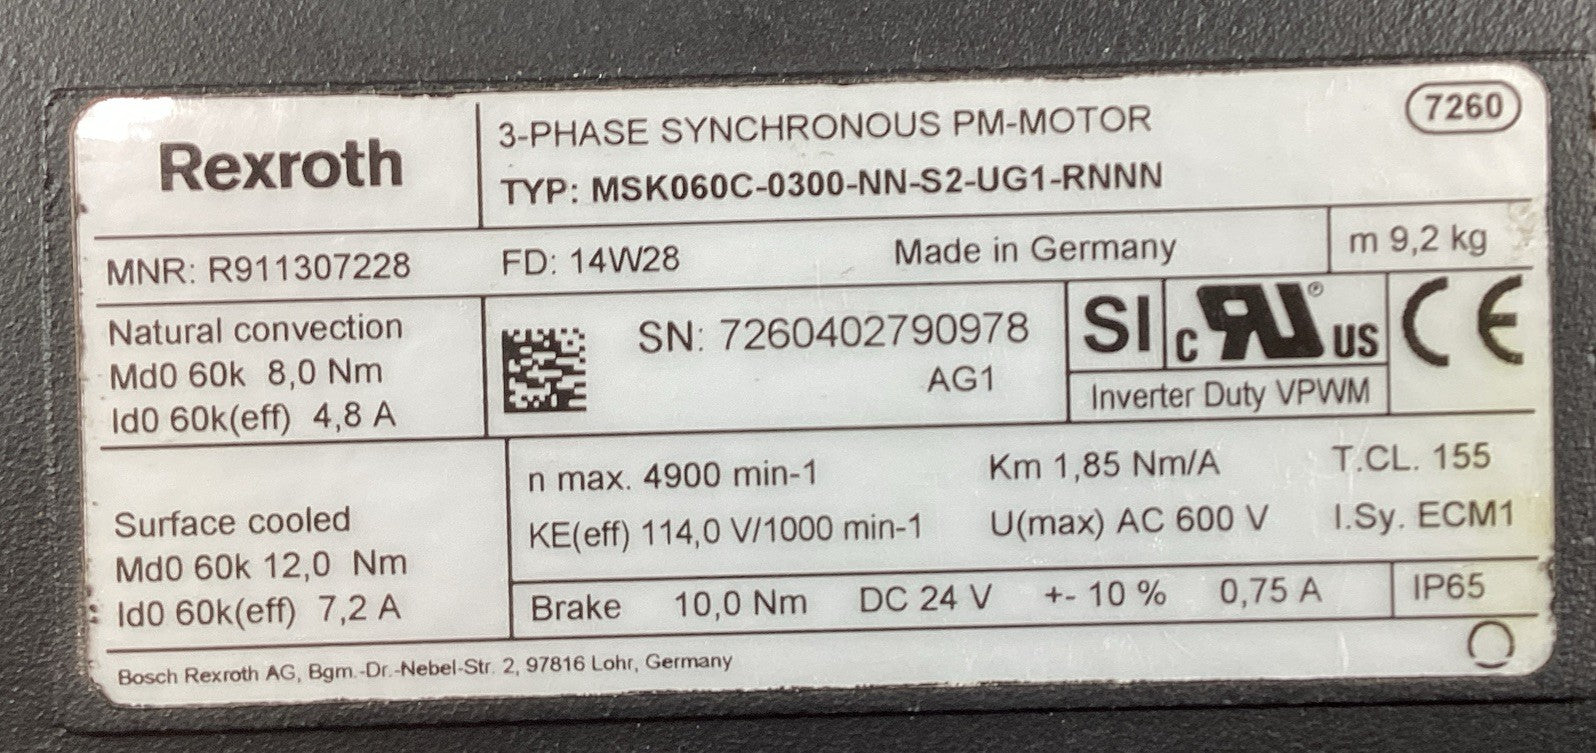 Rexroth
3-PHASE SYNCHRONOUS PM-MOTOR
7260
TYP: MSK060C-0300-NN-S2-UG1-RNNN
MNR: R911307228
FD: 14W28
Made in Germany
m 9,2 kg
Natural convection
Md0 60k 8,0 Nm
Id0 60k(eff) 4,8 A
SN: 7260402790978
AG1
SI
c RU ® US
CE
Inverter Duty VPWM
Surface cooled
Md0 60k 12,0 Nm
Id0 60k(eff) 7,2 A
n max. 4900 min-1
Km 1,85 Nm/A
T.CL. 155
KE(eff) 114,0 V/1000 min-1
U(max) AC 600 V
I.Sy. ECM1
Brake 10,0 Nm DC 24 V +- 10 % 0,75 A
IP65
Bosch Rexroth AG, Bgm.-Dr.-Nebel-Str. 2, 97816 Lohr, Germany